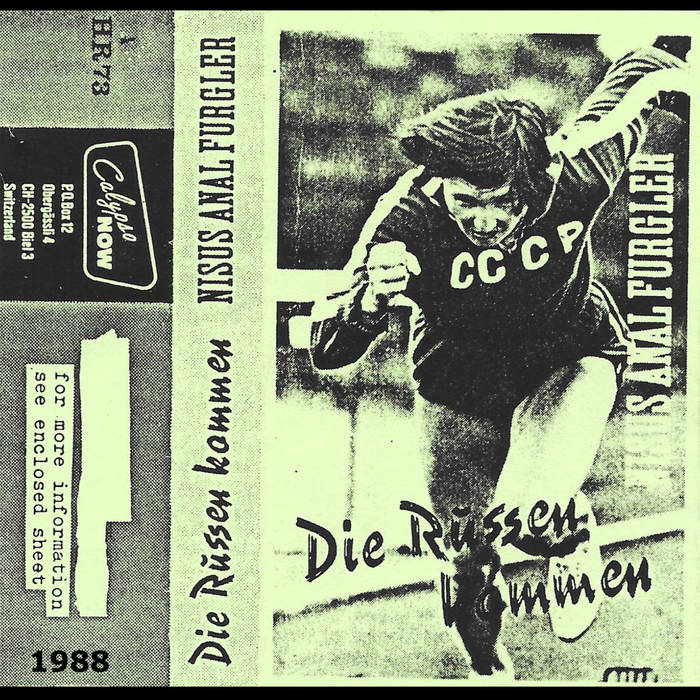 HR73
Calypso
NOW
P.O.Box 12
Obergässli 4
CH-2500 Biel 3
Switzerland
for more information
see enclosed sheet
1988
Die Rüssen kommen NISUS ANAL FURGLER
CCCP
NISUS ANAL FURGLER
Die Rüssen
kommen